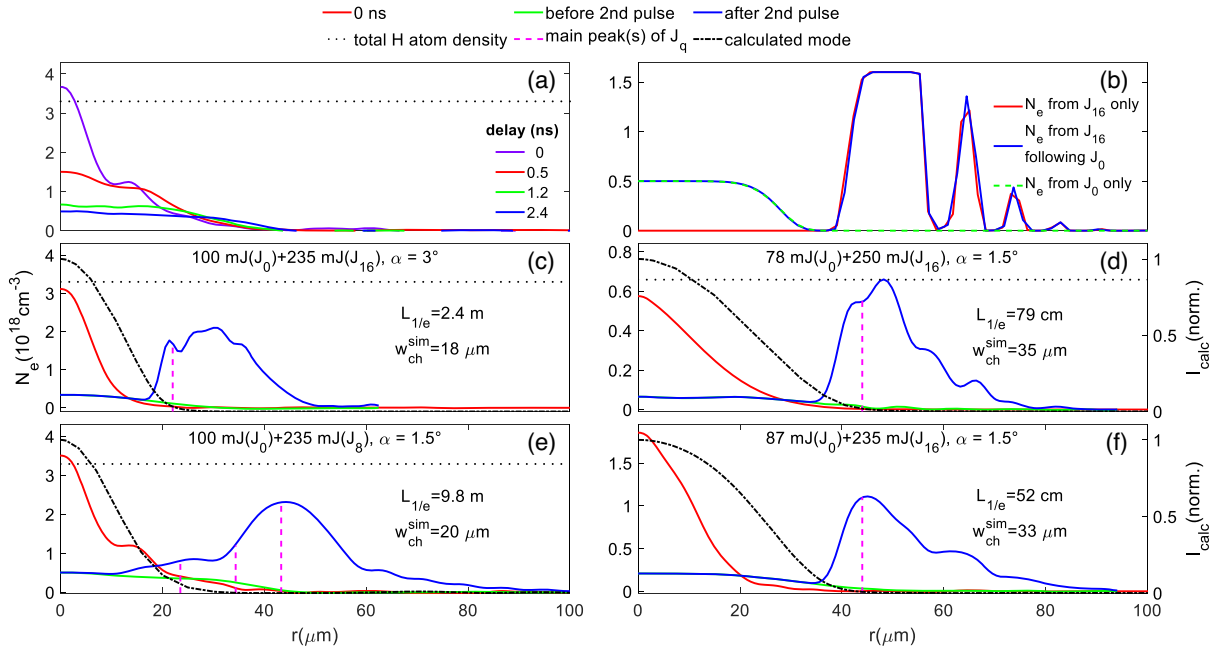 0 ns
before 2nd pulse
after 2nd pulse
total H atom density
main peak(s) of J_q
calculated mode
(a)
4
3
2
1
0
delay (ns)
0
0.5
1.2
2.4
(b)
1.5
1
0.5
0
N_e from J_16 only
N_e from J_16
following J_0
N_e from J_0 only
(c)
100 mJ(J_0)+235 mJ(J_16), α = 3°
4
3
2
1
0
L_1/e=2.4 m
w_ch^sim=18 μm
N_e(10^18cm^-3)
(d)
78 mJ(J_0)+250 mJ(J_16), α = 1.5°
0.8
0.6
0.4
0.2
0
L_1/e=79 cm
w_ch^sim=35 μm
1
0.5
0
I_calc(norm.)
(e)
100 mJ(J_0)+235 mJ(J_8), α = 1.5°
4
3
2
1
0
L_1/e=9.8 m
w_ch^sim=20 μm
0 20 40 60 80 100
r(μm)
(f)
87 mJ(J_0)+235 mJ(J_16), α = 1.5°
1.5
1
0.5
0
L_1/e=52 cm
w_ch^sim=33 μm
1
0.5
0
I_calc(norm.)
0 20 40 60 80 100
r(μm)